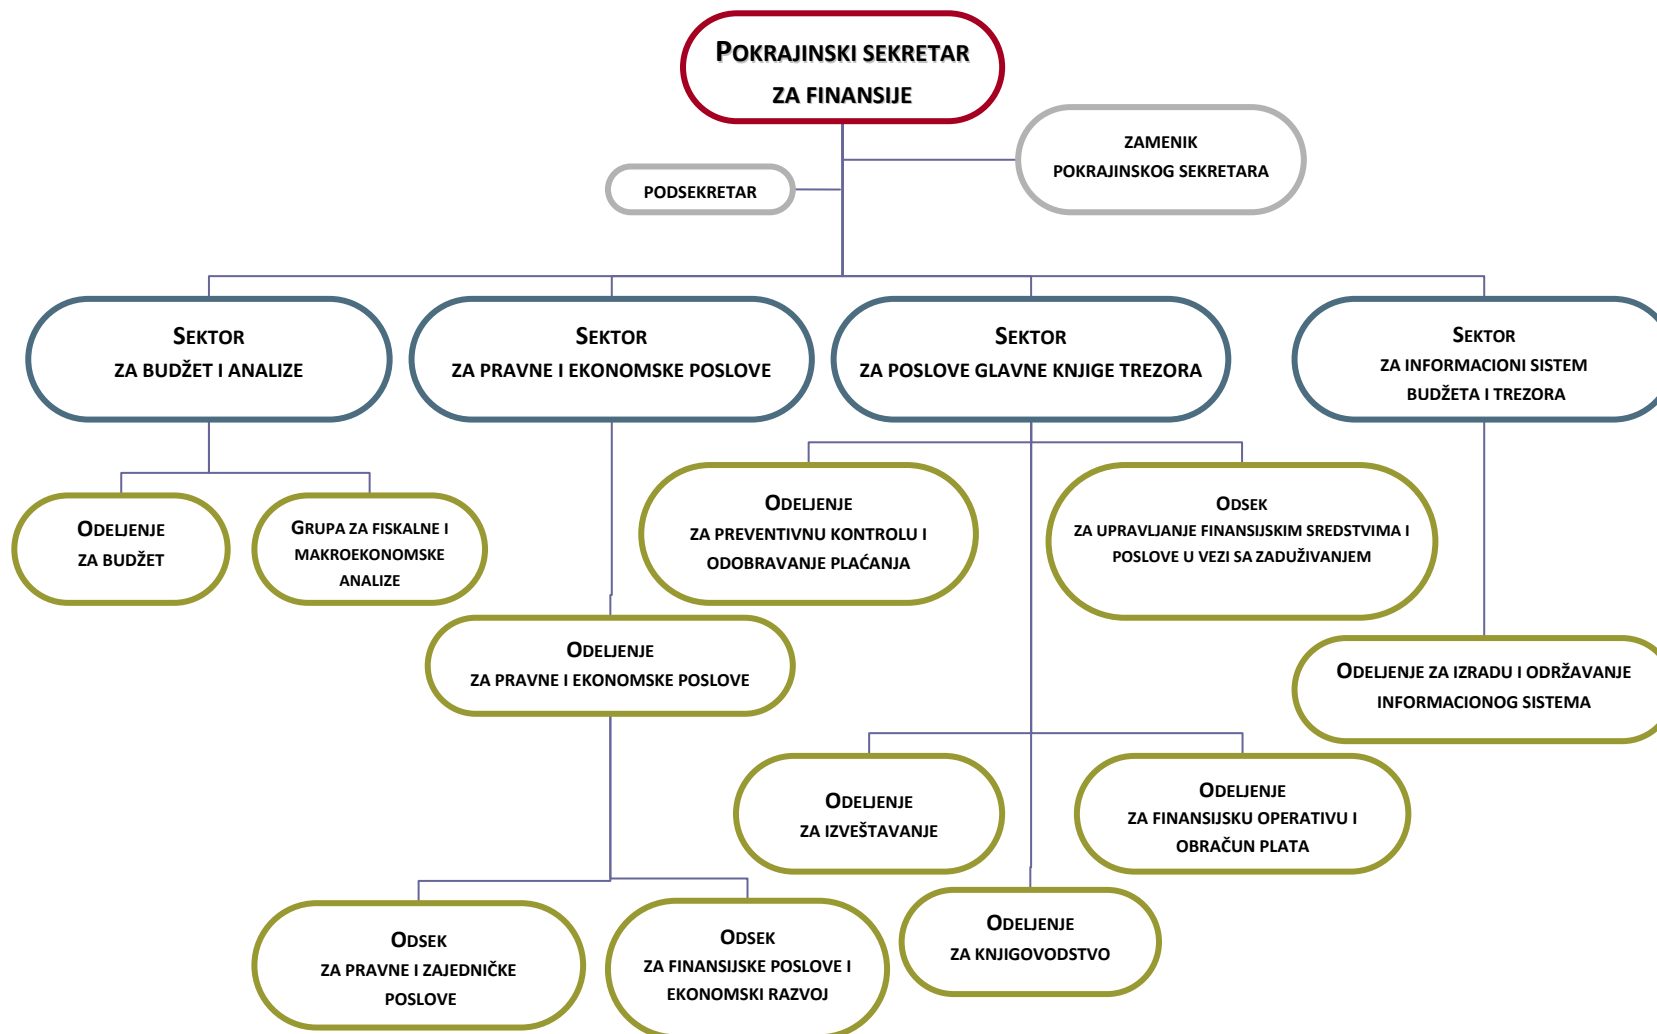 POKRAJINSKI SEKRETAR
ZA FINANSIJE
ZAMENIK
POKRAJINSKOG SEKRETARA
PODSEKRETAR
SEKTOR
ZA BUDŽET I ANALIZE
SEKTOR
ZA PRAVNE I EKONOMSKE POSLOVE
SEKTOR
ZA POSLOVE GLAVNE KNJIGE TREZORA
SEKTOR
ZA INFORMACIONI SISTEM
BUDŽETA I TREZORA
ODELJENJE
ZA BUDŽET
GRUPA ZA FISKALNE I
MAKROEKONOMSKE
ANALIZE
ODELJENJE
ZA PREVENTIVNU KONTROLU I
ODOBRAVANJE PLAĆANJA
ODSEK
ZA UPRAVLJANJE FINANSIJSKIM SREDSTVIMA I
POSLOVE U VEZI SA ZADUŽIVANJEM
ODELJENJE
ZA PRAVNE I EKONOMSKE POSLOVE
ODELJENJE ZA IZRADU I ODRŽAVANJE
INFORMACIONOG SISTEMA
ODELJENJE
ZA IZVEŠTAVANJE
ODELJENJE
ZA FINANSIJSKU OPERATIVU I
OBRAČUN PLATA
ODSEK
ZA PRAVNE I ZAJEDNIČKE
POSLOVE
ODSEK
ZA FINANSIJSKE POSLOVE I
EKONOMSKI RAZVOJ
ODELJENJE
ZA KNJIGOVODSTVO